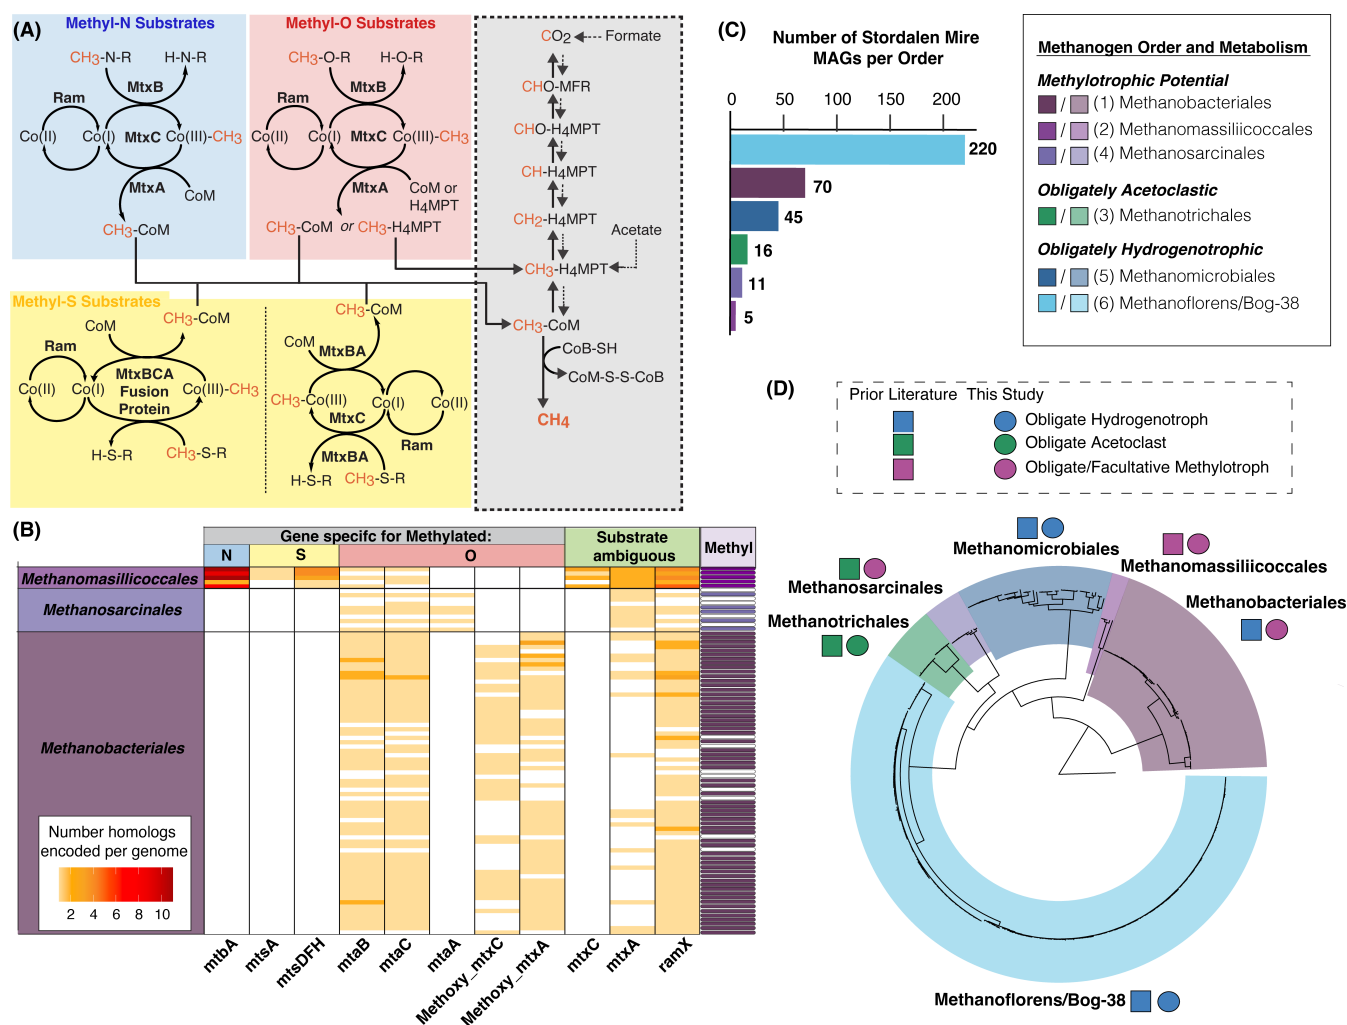 (A)
Methyl-N Substrates
CH3-N-R
H-N-R
MtxB
Ram
Co(II)
Co(I)
MtxC
Co(III)-CH3
MtxA
CoM
CH3-CoM
Methyl-O Substrates
CH3-O-R
H-O-R
MtxB
Ram
Co(II)
Co(I)
MtxC
Co(III)-CH3
MtxA
CoM or
H4MPT
CH3-CoM or CH3-H4MPT
Methyl-S Substrates
CoM
CH3-CoM
Ram
Co(II)
Co(I)
MtxBCA
Fusion
Protein
Co(III)-CH3
H-S-R
CH3-S-R
CH3-CoM
CoM
MtxBA
CH3-Co(III)
Co(I)
Co(II)
MtxC
Ram
MtxBA
H-S-R
CH3-S-R
CO2
Formate
CHO-MFR
CHO-H4MPT
CH-H4MPT
CH2-H4MPT
Acetate
CH3-H4MPT
CH3-CoM
CoB-SH
CoM-S-S-CoB
CH4
(B)
Gene specifc for Methylated:
Substrate
ambiguous
Methyl
N
S
O
Methanomasillicoccales
Methanosarcinales
Methanobacteriales
Number homologs
encoded per genome
2 4 6 8 10
mtbA
mtsA
mtsDFH
mtaB
mtaC
mtaA
Methoxy_mtxC
Methoxy_mtxA
mtxC
mtxA
ramX
(C)
Number of Stordalen Mire
MAGs per Order
0 50 100 150 200
220
70
45
16
11
5
Methanogen Order and Metabolism
Methylotrophic Potential
/ (1) Methanobacteriales
/ (2) Methanomassiliicoccales
/ (4) Methanosarcinales
Obligately Acetoclastic
/ (3) Methanotrichales
Obligately Hydrogenotrophic
/ (5) Methanomicrobiales
/ (6) Methanoflorens/Bog-38
(D)
Prior Literature This Study
Obligate Hydrogenotroph
Obligate Acetoclast
Obligate/Facultative Methylotroph
Methanomicrobiales
Methanomassiliicoccales
Methanosarcinales
Methanobacteriales
Methanotrichales
Methanoflorens/Bog-38